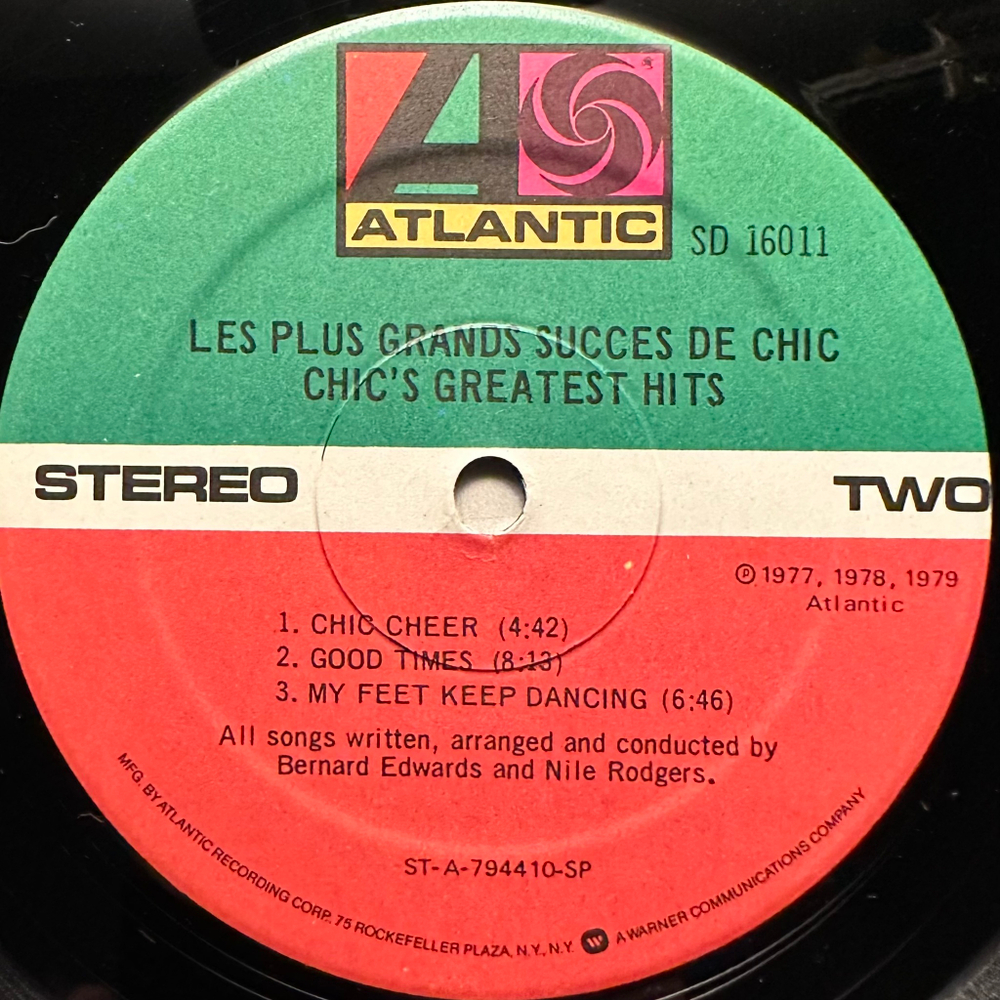 ATLANTIC
SD 16011
LES PLUS GRANDS SUCCES DE CHIC
CHIC'S GREATEST HITS
STEREO
TWO
℗ 1977, 1978, 1979
Atlantic
1. CHIC CHEER (4:42)
2. GOOD TIMES (8:13)
3. MY FEET KEEP DANCING (6:46)
All songs written, arranged and conducted by
Bernard Edwards and Nile Rodgers.
ST-A-794410-SP
MFG. BY ATLANTIC RECORDING CORP. 75 ROCKEFELLER PLAZA, N.Y., N.Y. W A WARNER COMMUNICATIONS COMPANY